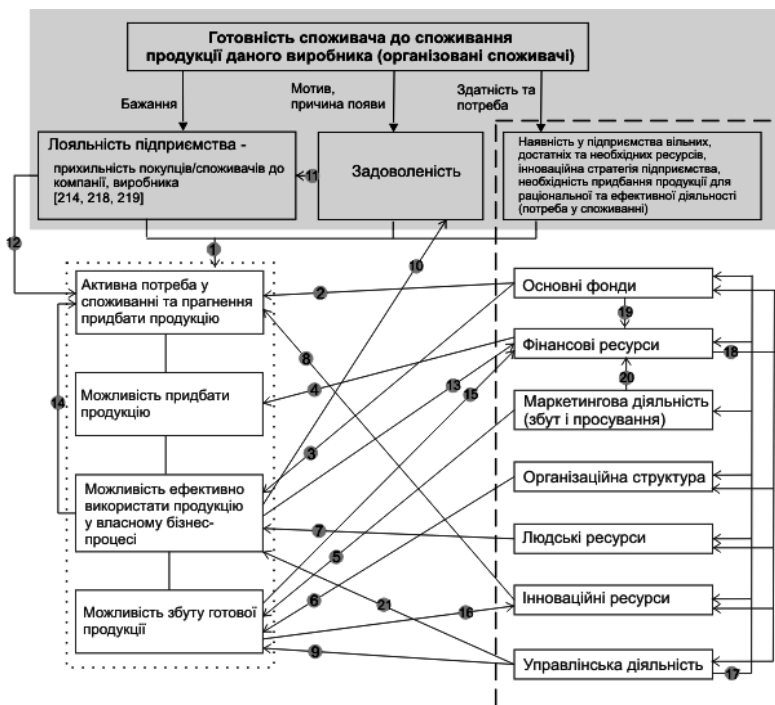 Готовність споживача до споживання
продукції даного виробника (організовані споживачі)
Бажання
Мотив,
причина появи
Здатність та
потреба
Лояльність підприємства -
прихильність покупців/споживачів до
компанії, виробника
[214, 218, 219]
11
Задоволеність
Наявність у підприємства вільних,
достатніх та необхідних ресурсів,
інноваційна стратегія підприємства,
необхідність придбання продукції для
раціональної та ефективної діяльності
(потреба у споживанні)
12
1
10
Активна потреба у
споживанні та прагнення
придбати продукцію
2
Основні фонди
19
8
Фінансові ресурси
18
4
13
15
20
14
Можливість придбати
продукцію
Маркетингова діяльність
(збут і просування)
3
Можливість ефективно
використати продукцію
у власному бізнес-
процесі
Організаційна структура
7
Людські ресурси
5
6
21
16
Можливість збуту готової
продукції
Інноваційні ресурси
9
Управлінська діяльність
17